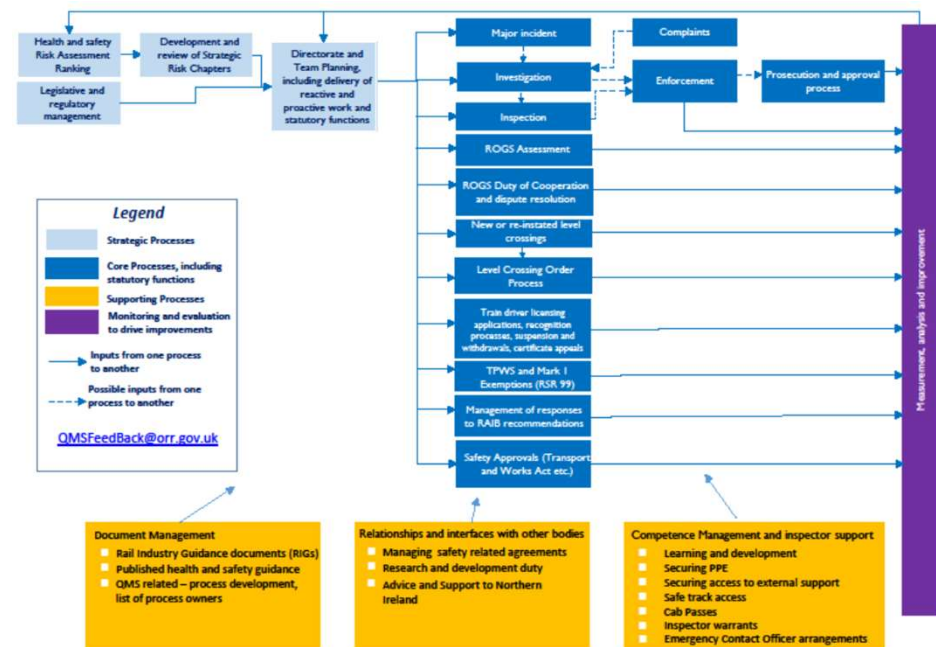 Health and safety
Risk Assessment
Ranking
Development and
review of Strategic
Risk Chapters
Legislative and
regulatory
management
Directorate and
Team Planning,
including delivery of
reactive and
proactive work and
statutory functions
Major incident
Complaints
Investigation
Enforcement
Prosecution and approval
process
Inspection
ROGS Assessment
ROGS Duty of Cooperation
and dispute resolution
New or re-instated level
crossings
Level Crossing Order
Process
Train driver licensing
applications, recognition
processes, suspension and
withdrawals, certificate appeals
TPWS and Mark I
Exemptions (RSR 99)
Management of responses
to RAIB recommendations
Safety Approvals (Transport
and Works Act etc.)
Measurement, analysis and improvement
Legend
Strategic Processes
Core Processes, including
statutory functions
Supporting Processes
Monitoring and evaluation
to drive improvements
Inputs from one process
to another
Possible inputs from one
process to another
QMSFeedBack@orr.gov.uk
Document Management
Rail Industry Guidance documents (RIGs)
Published health and safety guidance
QMS related – process development,
list of process owners
Relationships and interfaces with other bodies
Managing safety related agreements
Research and development duty
Advice and Support to Northern
Ireland
Competence Management and inspector support
Learning and development
Securing PPE
Securing access to external support
Safe track access
Cab Passes
Inspector warrants
Emergency Contact Officer arrangements